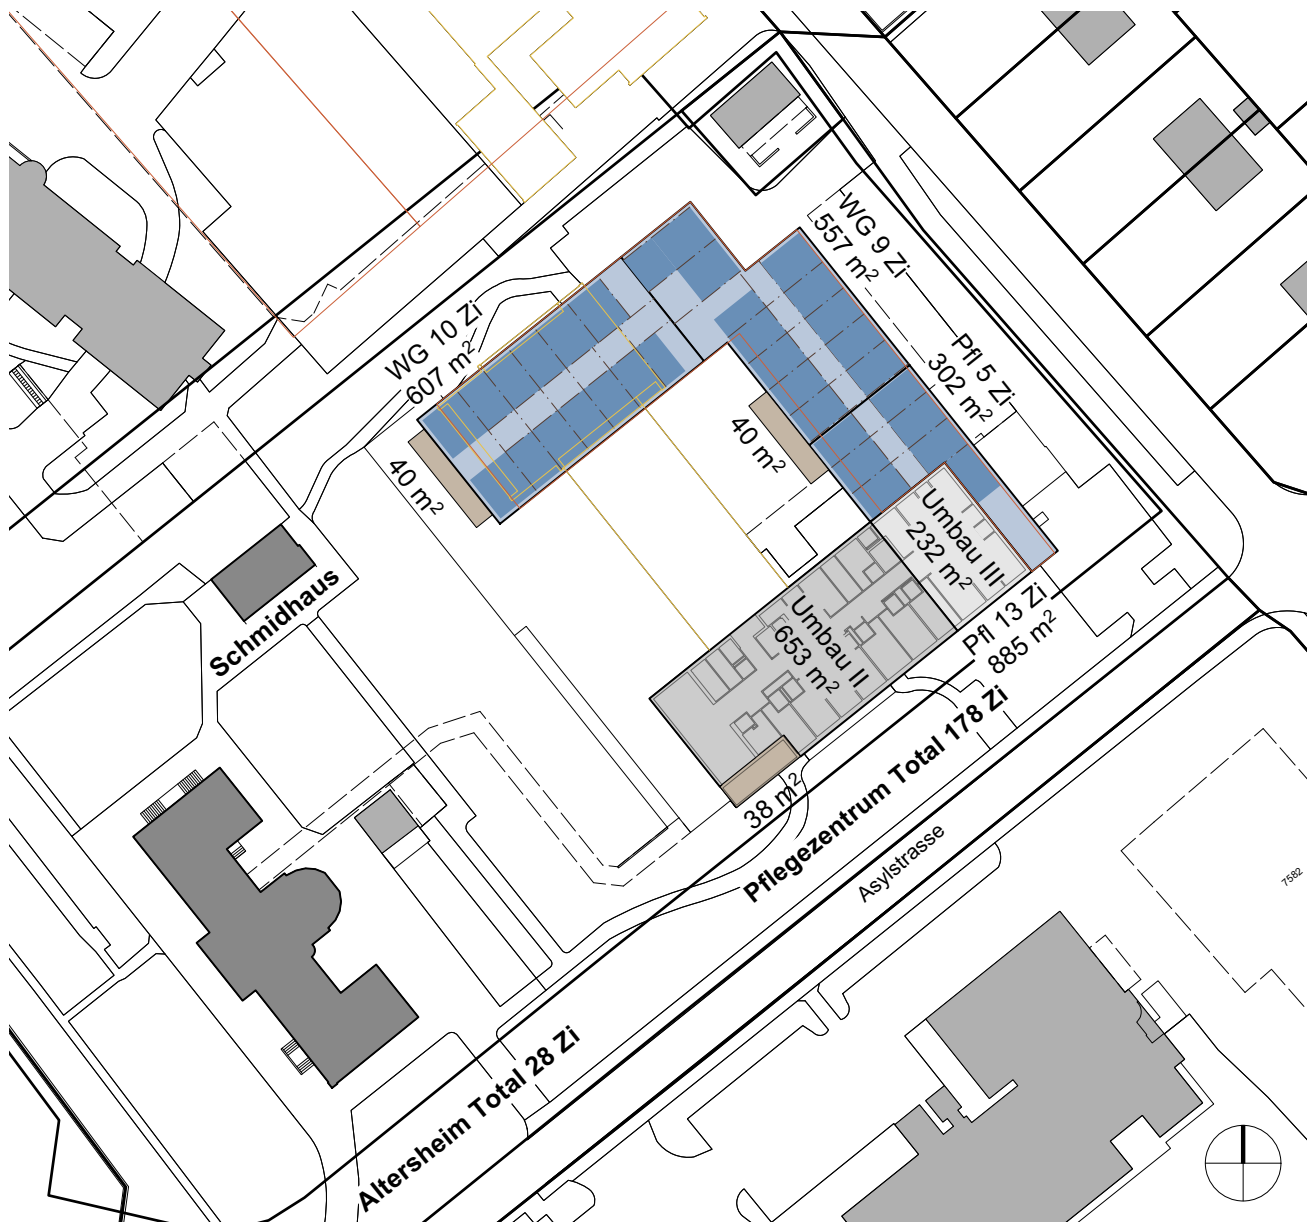 WG 9 Zi
557 m²
WG 10 Zi
607 m²
Pfl 5 Zi
302 m²
40 m²
40 m²
Umbau III
232 m²
Schmidhaus
Umbau II
653 m²
Pfl 13 Zi
885 m²
38 m²
Pflegezentrum Total 178 Zi
Asylstrasse
7582
Altersheim Total 28 Zi